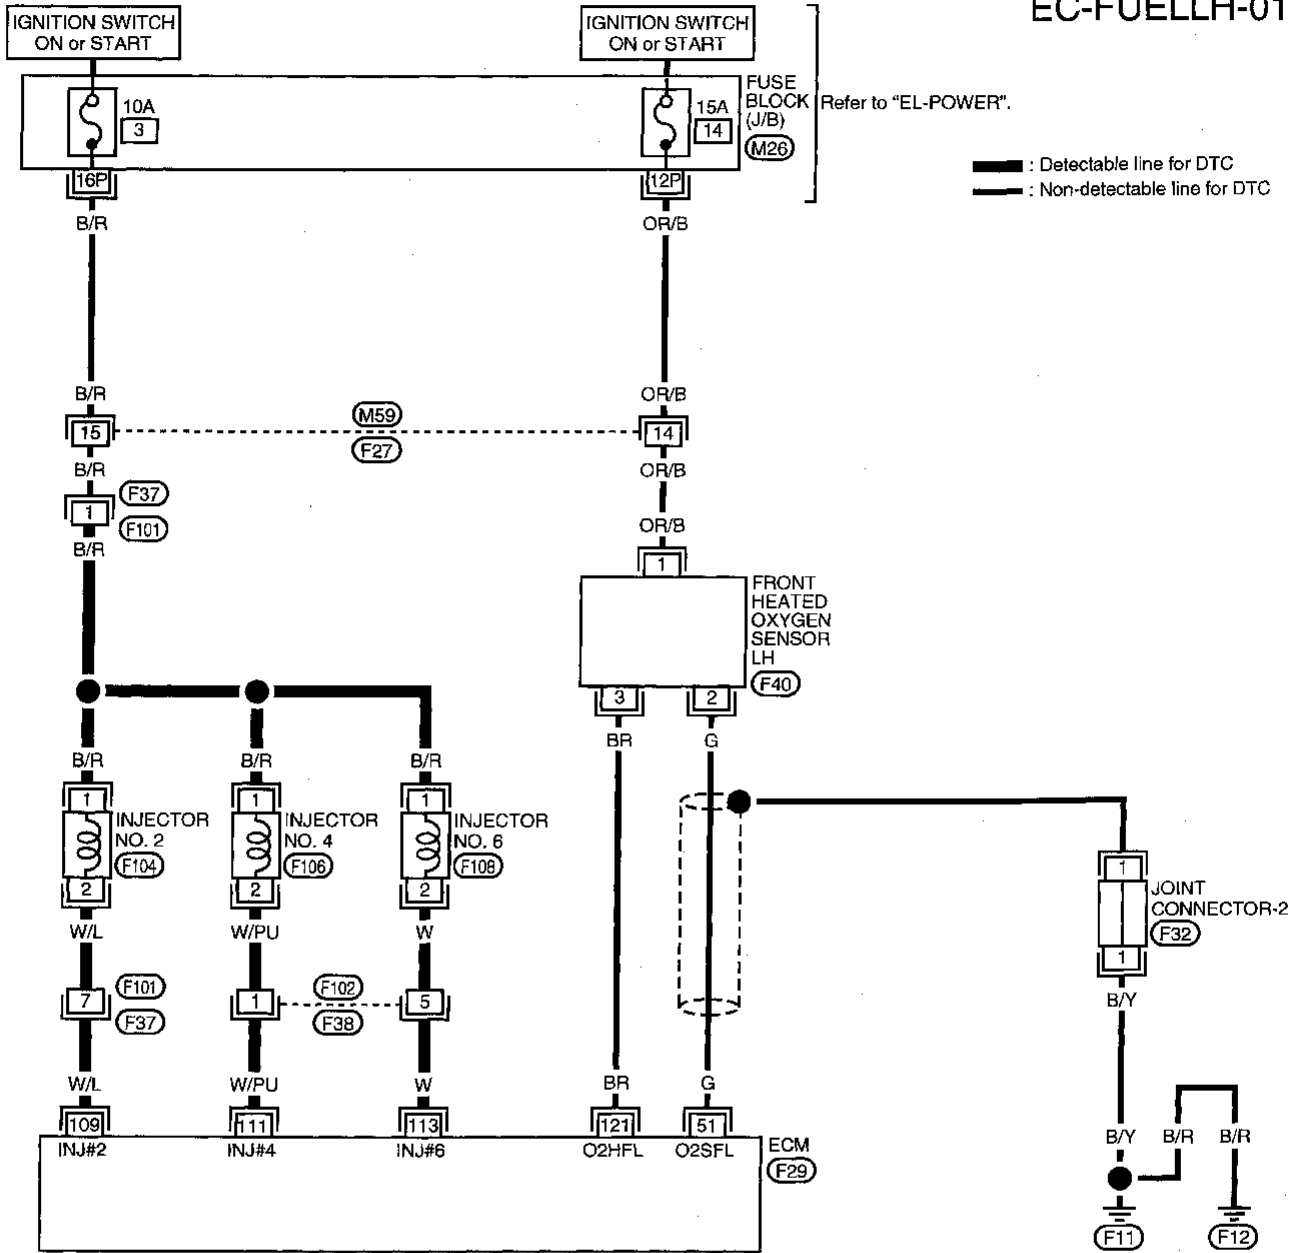 EC-FUELLH-01
IGNITION SWITCH
ON or START
IGNITION SWITCH
ON or START
10A
3
15A
14
FUSE
BLOCK
(J/B)
M26
Refer to "EL-POWER".
: Detectable line for DTC
: Non-detectable line for DTC
16P
12P
B/R
OR/B
B/R
OR/B
15
M59
F27
14
B/R
OR/B
1
F37
F101
B/R
OR/B
1
FRONT
HEATED
OXYGEN
SENSOR
LH
F40
3
2
BR
G
B/R
B/R
B/R
1
1
1
INJECTOR
NO. 2
F104
INJECTOR
NO. 4
F106
INJECTOR
NO. 6
F108
2
2
2
1
JOINT
CONNECTOR-2
F32
1
W/L
W/PU
W
7
F101
F37
1
F102
F38
5
B/Y
W/L
W/PU
W
BR
G
109
111
113
121
51
INJ#2
INJ#4
INJ#6
O2HFL
O2SFL
ECM
F29
B/Y
B/R
B/R
F11
F12